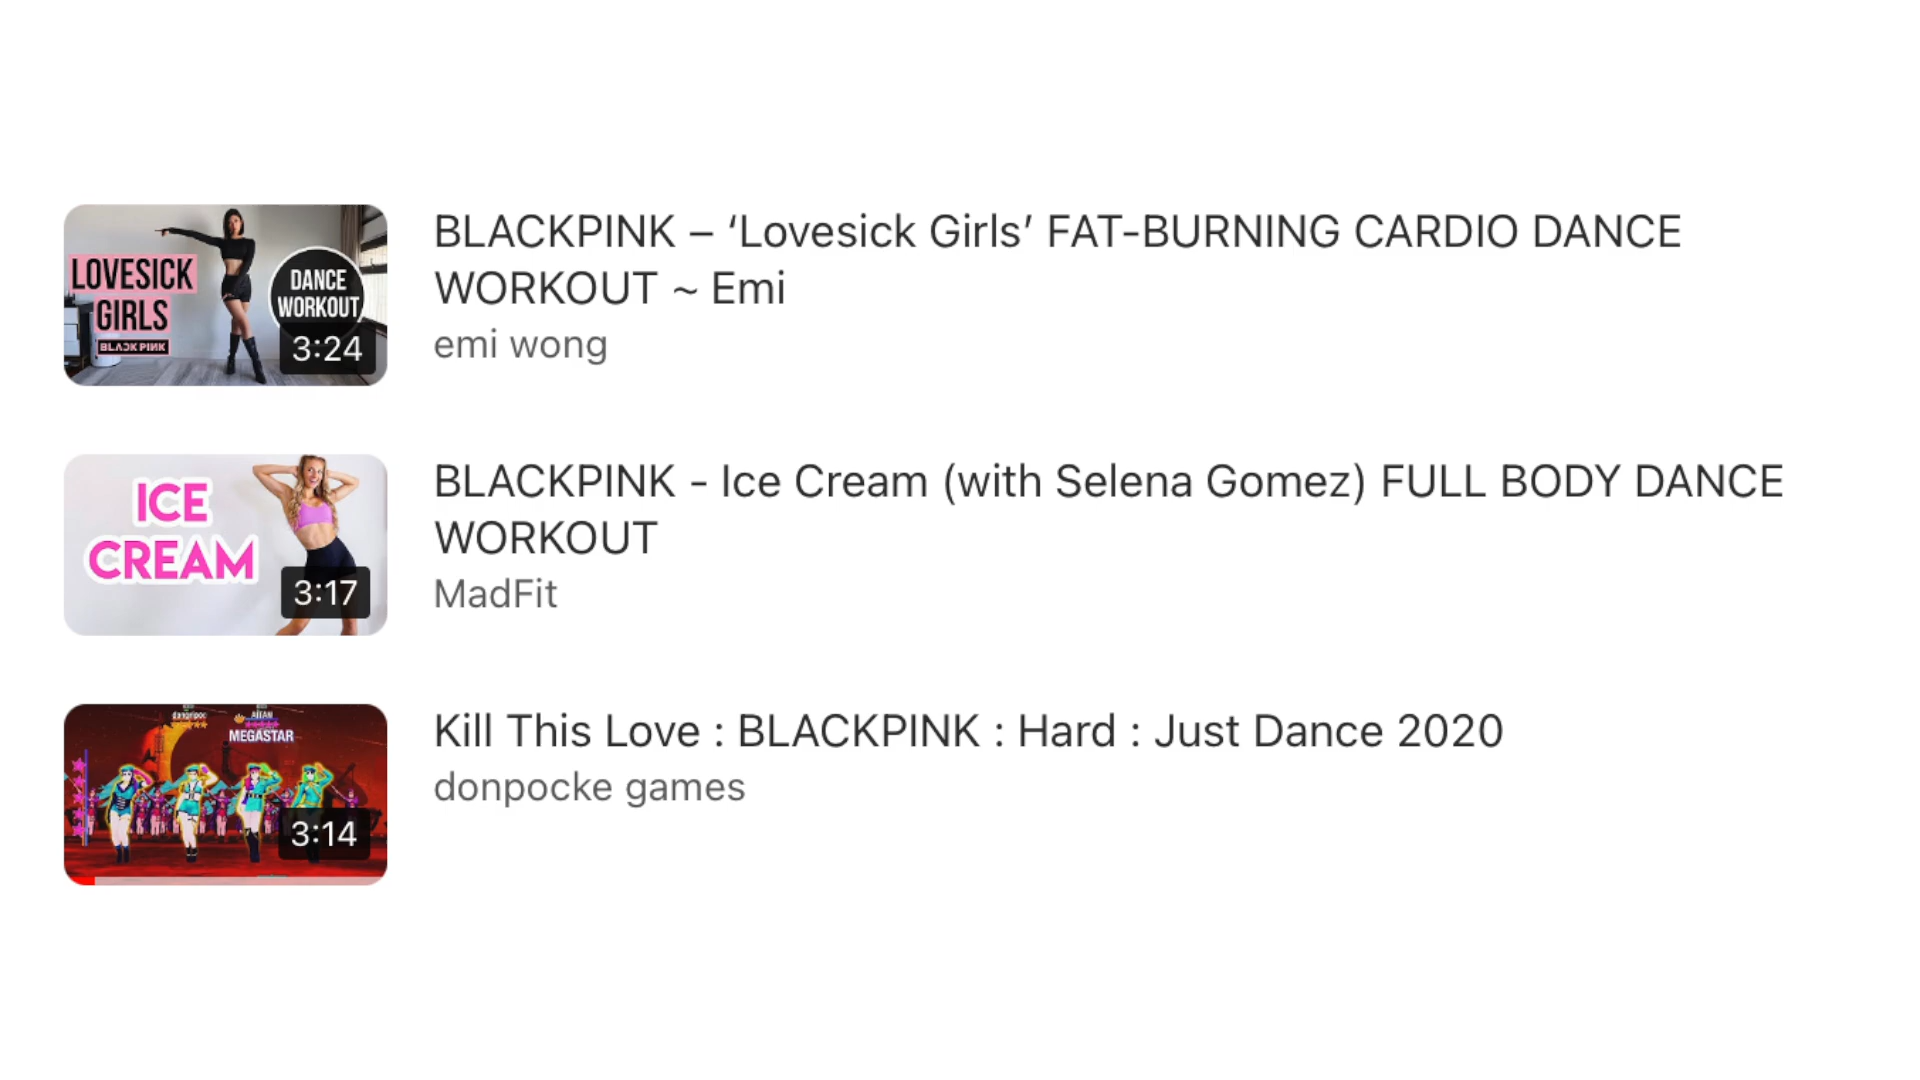 LOVESICK
GIRLS
BLACKPINK
DANCE
WORKOUT
3:24
BLACKPINK – ‘Lovesick Girls’ FAT-BURNING CARDIO DANCE
WORKOUT ~ Emi
emi wong
ICE
CREAM
3:17
BLACKPINK - Ice Cream (with Selena Gomez) FULL BODY DANCE
WORKOUT
MadFit
MEGASTAR
3:14
Kill This Love : BLACKPINK : Hard : Just Dance 2020
donpocke games